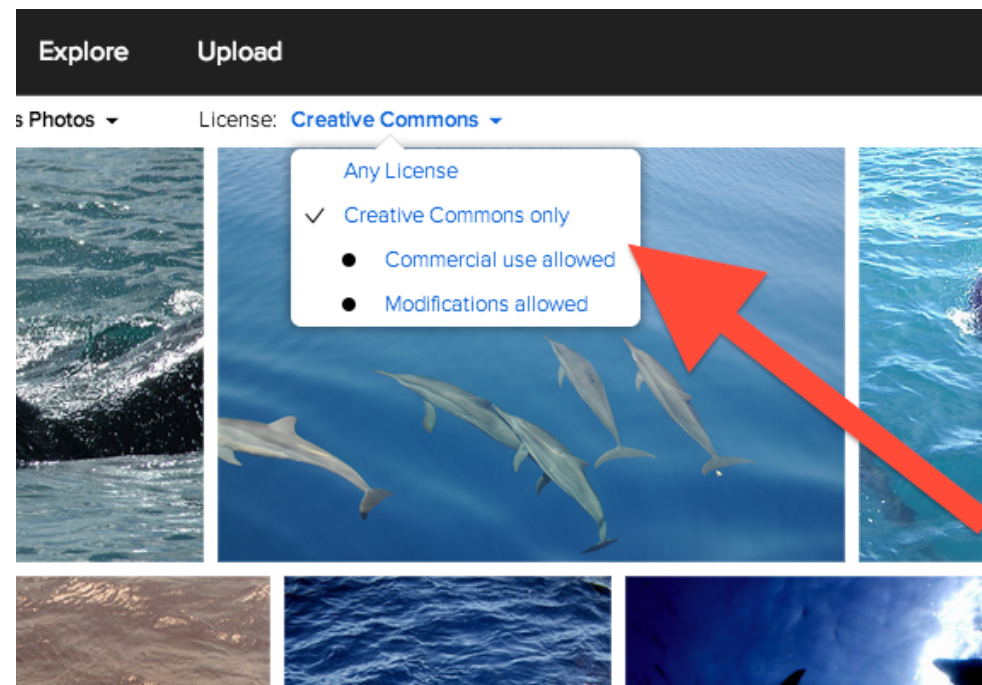 Explore Upload
s Photos License: Creative Commons
Any License
Creative Commons only
Commercial use allowed
Modifications allowed